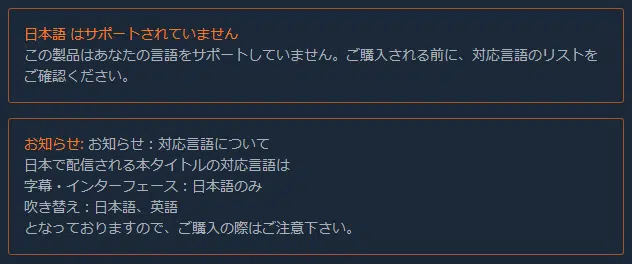 日本語 はサポートされていません
この製品はあなたの言語をサポートしていません。ご購入される前に、対応言語のリストを
ご確認ください。
お知らせ: お知らせ：対応言語について
日本で配信される本タイトルの対応言語は
字幕・インターフェース：日本語のみ
吹き替え：日本語、英語
となっておりますので、ご購入の際はご注意下さい。